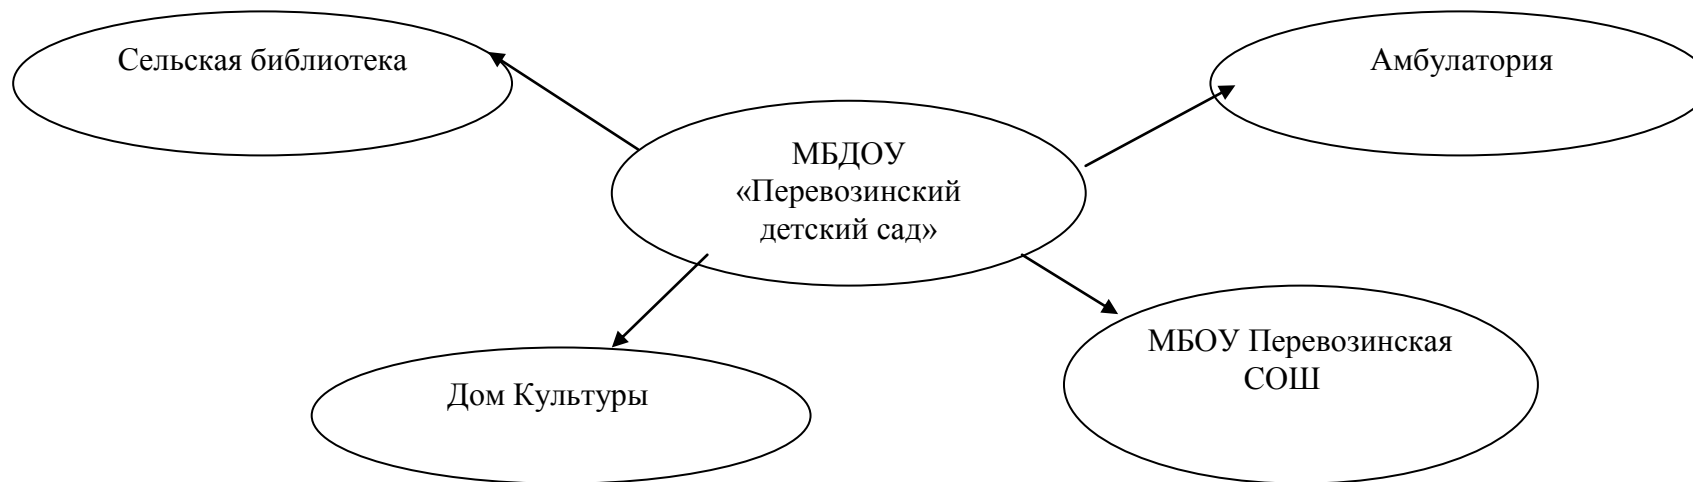 Сельская библиотека
Амбулатория
МБДОУ
«Перевозинский
детский сад»
МБОУ Перевозинская
СОШ
Дом Культуры